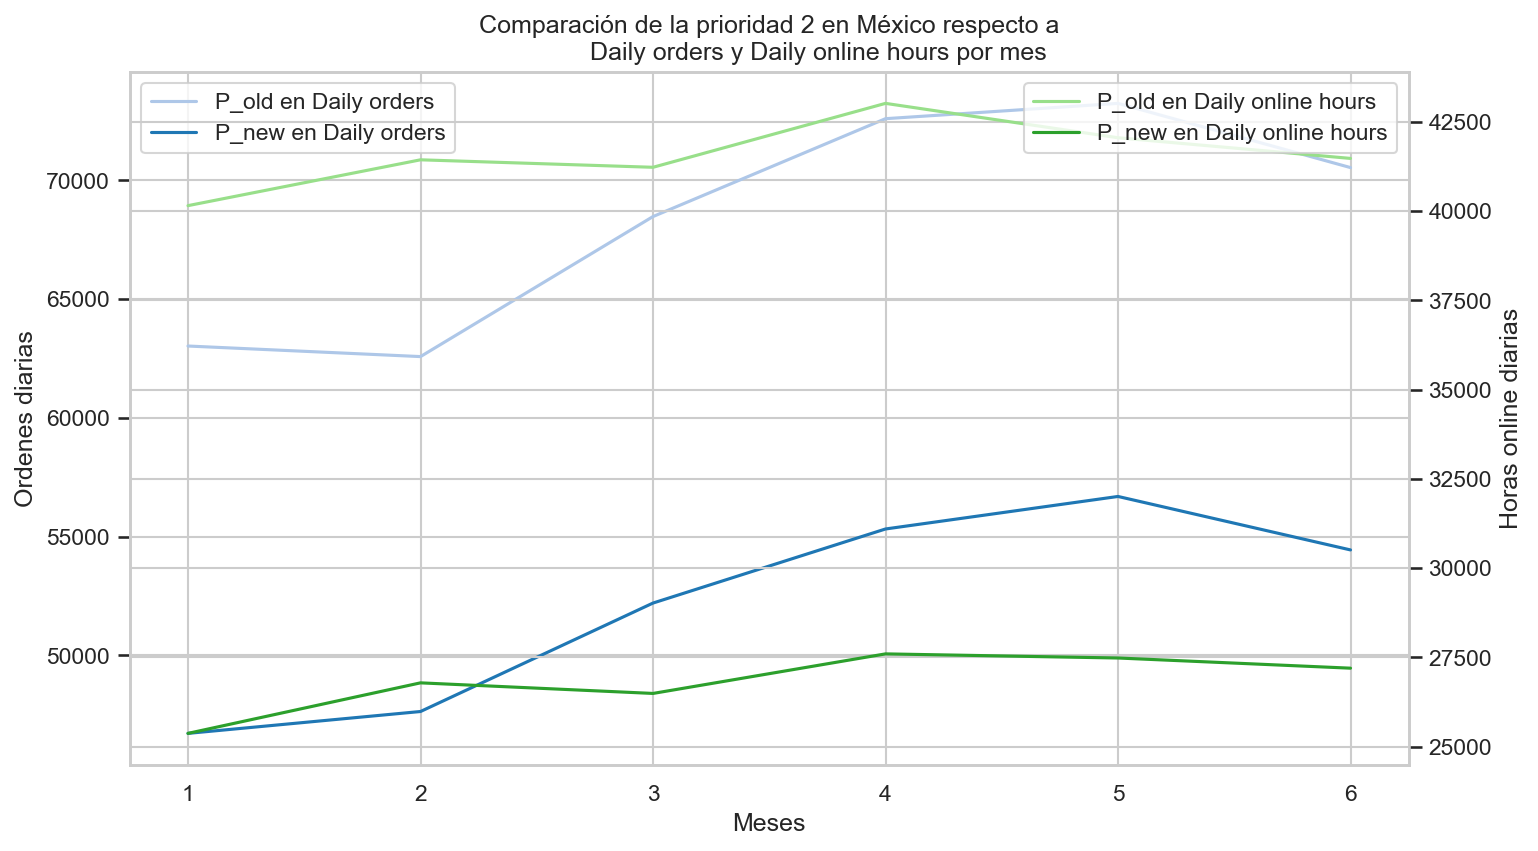 Comparación de la prioridad 2 en México respecto a
Daily orders y Daily online hours por mes
P_old en Daily orders
P_new en Daily orders
P_old en Daily online hours
P_new en Daily online hours
Ordenes diarias
70000
65000
60000
55000
50000
42500
40000
37500
35000
32500
30000
27500
25000
Horas online diarias
1 2 3 4 5 6
Meses